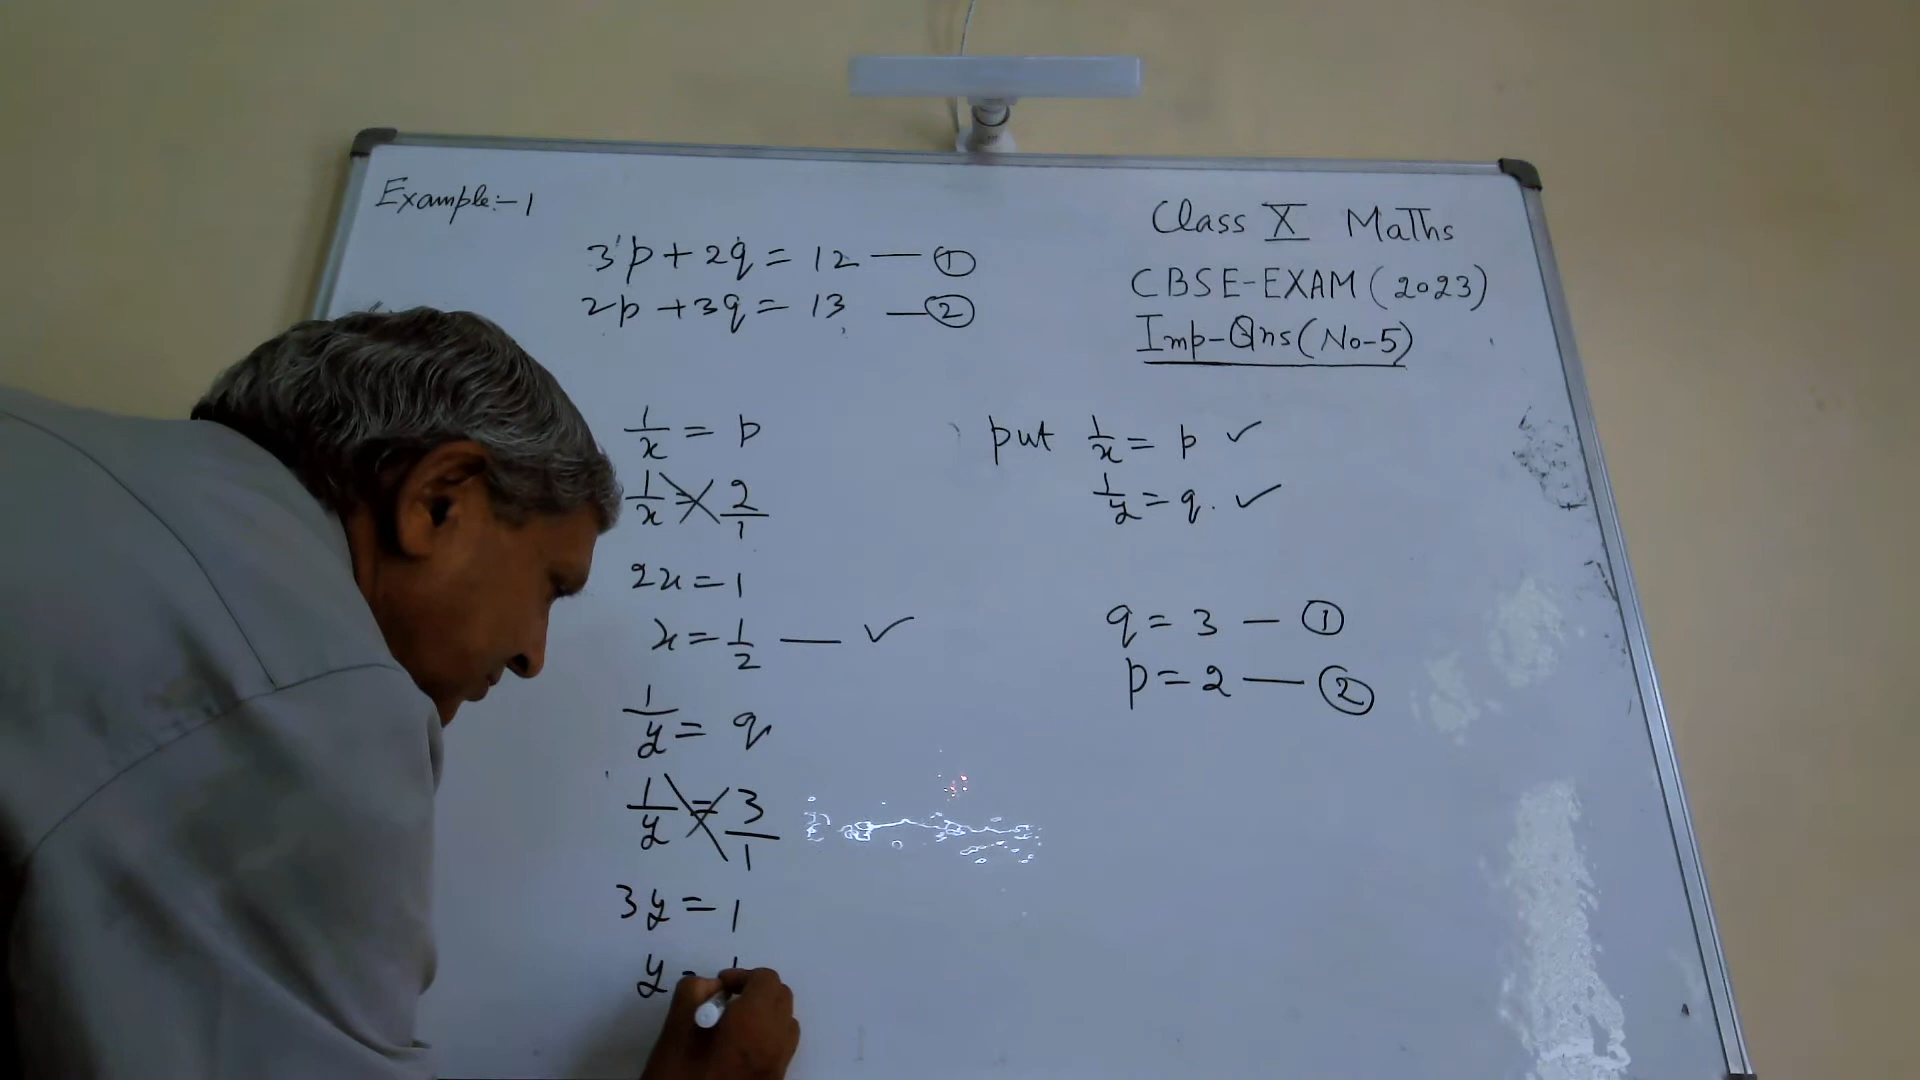 Example:- 1
3p + 2q = 12 — ①
2p + 3q = 13 — ②
Class X Maths
CBSE-EXAM (2023)
Imp-Qns (No-5)
1/x = p
1/x = 2/1
2x = 1
x = 1/2 — ✓
1/y = q
1/y = 3/1
3y = 1
y = 1
put 1/x = p ✓
1/y = q. ✓
q = 3 — ①
p = 2 — ②